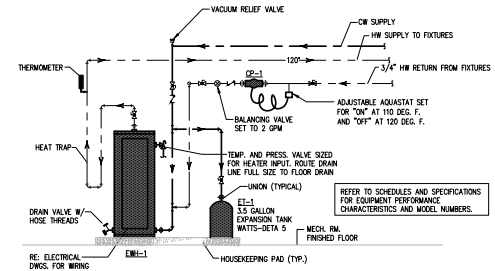 VACUUM RELIEF VALVE
CW SUPPLY
HW SUPPLY TO FIXTURES
120°
THERMOMETER
CP-1
3/4" HW RETURN FROM FIXTURES
BALANCING VALVE
SET TO 2 GPM
ADJUSTABLE AQUASTAT SET
FOR "ON" AT 110 DEG. F.
AND "OFF" AT 120 DEG. F.
HEAT TRAP
TEMP. AND PRESS. VALVE SIZED
FOR HEATER INPUT. ROUTE DRAIN
LINE FULL SIZE TO FLOOR DRAIN
UNION (TYPICAL)
ET-1
3.5 GALLON
EXPANSION TANK
WATTS-DETA 5
REFER TO SCHEDULES AND SPECIFICATIONS
FOR EQUIPMENT PERFORMANCE
CHARACTERISTICS AND MODEL NUMBERS.
DRAIN VALVE W/
HOSE THREADS
MECH. RM.
FINISHED FLOOR
RE: ELECTRICAL
DWGS. FOR WIRING
EWH-1
HOUSEKEEPING PAD (TYP.)